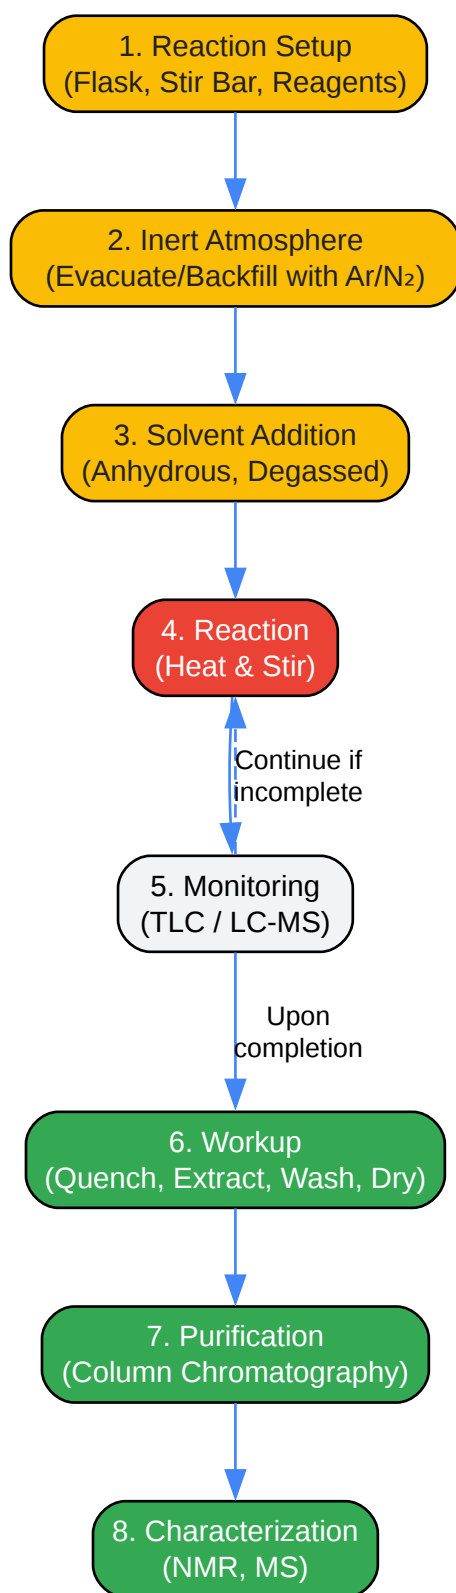 1. Reaction Setup
(Flask, Stir Bar, Reagents)
2. Inert Atmosphere
(Evacuate/Backfill with Ar/N₂)
3. Solvent Addition
(Anhydrous, Degassed)
4. Reaction
(Heat & Stir)
Continue if
incomplete
5. Monitoring
(TLC / LC-MS)
Upon
completion
6. Workup
(Quench, Extract, Wash, Dry)
7. Purification
(Column Chromatography)
8. Characterization
(NMR, MS)